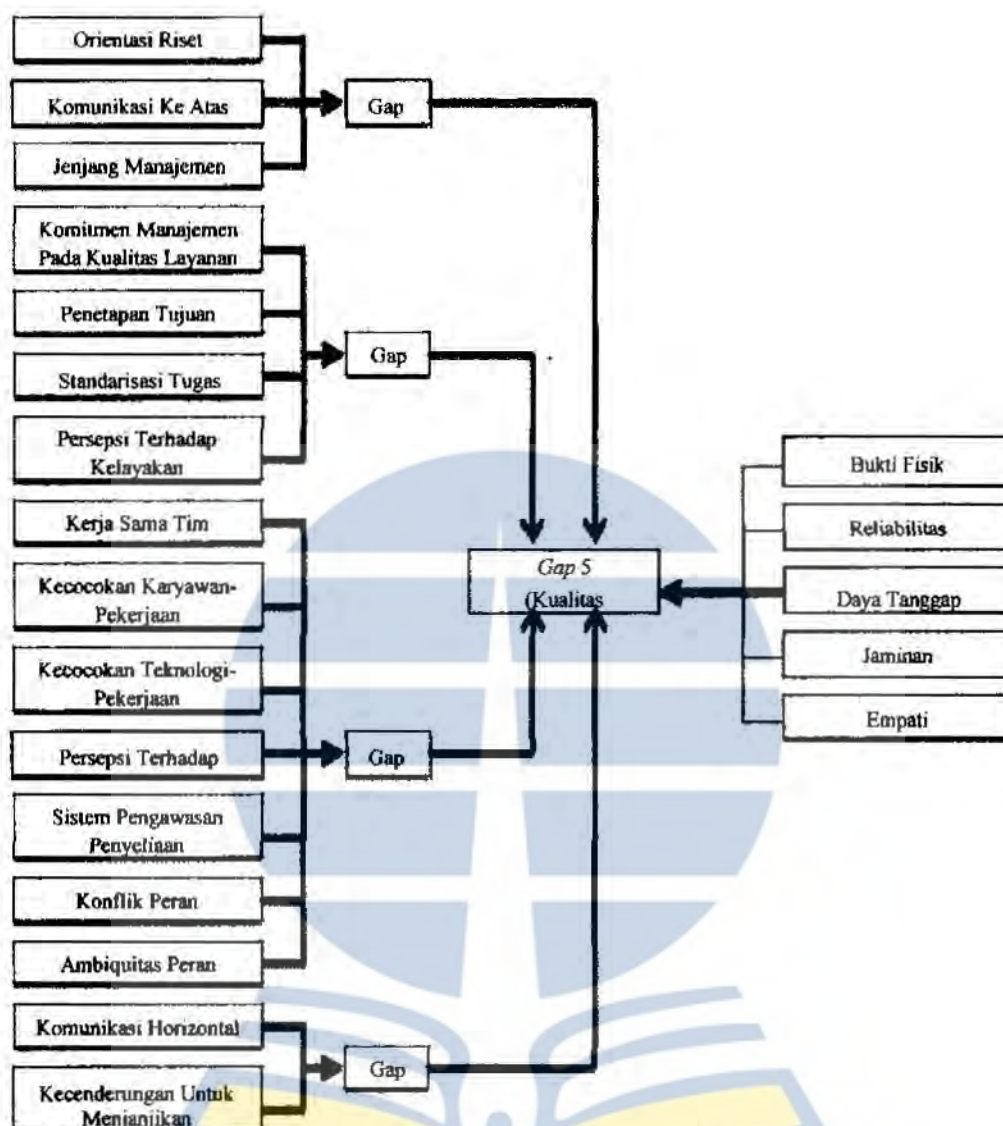 Orientasi Riset
Komunikasi Ke Atas
Jenjang Manajemen
Gap
Komitmen Manajemen
Pada Kualitas Layanan
Penetapan Tujuan
Standarisasi Tugas
Persepsi Terhadap
Kelayakan
Gap
Kerja Sama Tim
Kecocokan Karyawan-
Pekerjaan
Kecocokan Teknologi-
Pekerjaan
Persepsi Terhadap
Sistem Pengawasan
Penyeliaan
Konflik Peran
Ambiquitas Peran
Gap
Komunikasi Horizontal
Kecenderungan Untuk
Menjanjikan
Gap
Gap 5
(Kualitas
Bukti Fisik
Reliabilitas
Daya Tanggap
Jaminan
Empati